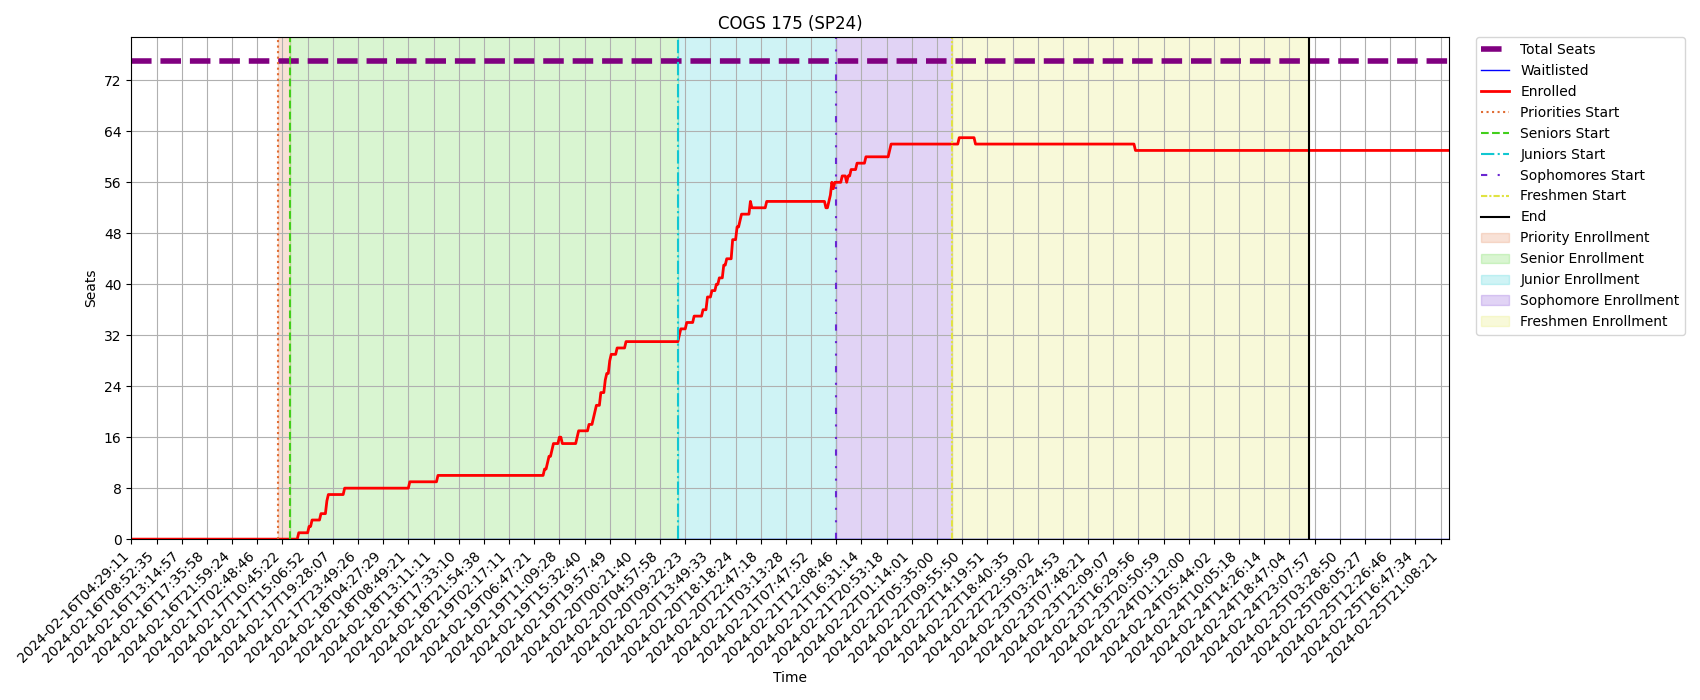 COGS 175 (SP24)
Seats
72
64
56
48
40
32
24
16
8
0
2024-02-16T04:29:11
2024-02-16T08:52:35
2024-02-16T13:14:57
2024-02-16T17:35:58
2024-02-16T21:59:24
2024-02-17T02:48:46
2024-02-17T10:45:22
2024-02-17T15:06:52
2024-02-17T19:28:07
2024-02-17T23:49:26
2024-02-18T04:27:29
2024-02-18T08:49:21
2024-02-18T13:11:11
2024-02-18T17:33:10
2024-02-18T21:54:38
2024-02-19T02:17:11
2024-02-19T06:47:21
2024-02-19T11:09:28
2024-02-19T15:32:40
2024-02-19T19:57:49
2024-02-20T00:21:40
2024-02-20T04:57:58
2024-02-20T09:22:23
2024-02-20T13:49:33
2024-02-20T18:18:24
2024-02-20T22:47:18
2024-02-21T03:13:28
2024-02-21T07:47:52
2024-02-21T12:08:46
2024-02-21T16:31:14
2024-02-21T20:53:18
2024-02-22T01:14:01
2024-02-22T05:35:00
2024-02-22T09:55:50
2024-02-22T14:19:51
2024-02-22T18:40:35
2024-02-22T22:59:02
2024-02-23T03:24:53
2024-02-23T07:48:21
2024-02-23T12:09:07
2024-02-23T16:29:56
2024-02-23T20:50:59
2024-02-24T01:12:00
2024-02-24T05:44:02
2024-02-24T10:05:18
2024-02-24T14:26:14
2024-02-24T18:47:04
2024-02-24T23:07:57
2024-02-25T03:28:50
2024-02-25T08:05:27
2024-02-25T12:26:46
2024-02-25T16:47:34
2024-02-25T21:08:21
Time
Total Seats
Waitlisted
Enrolled
Priorities Start
Seniors Start
Juniors Start
Sophomores Start
Freshmen Start
End
Priority Enrollment
Senior Enrollment
Junior Enrollment
Sophomore Enrollment
Freshmen Enrollment